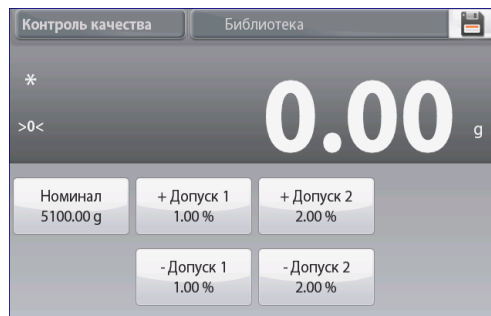 Контроль качества
Библиотека
*
>0<
0.00 g
Номинал
5100.00 g
+ Допуск 1
1.00 %
+ Допуск 2
2.00 %
- Допуск 1
1.00 %
- Допуск 2
2.00 %